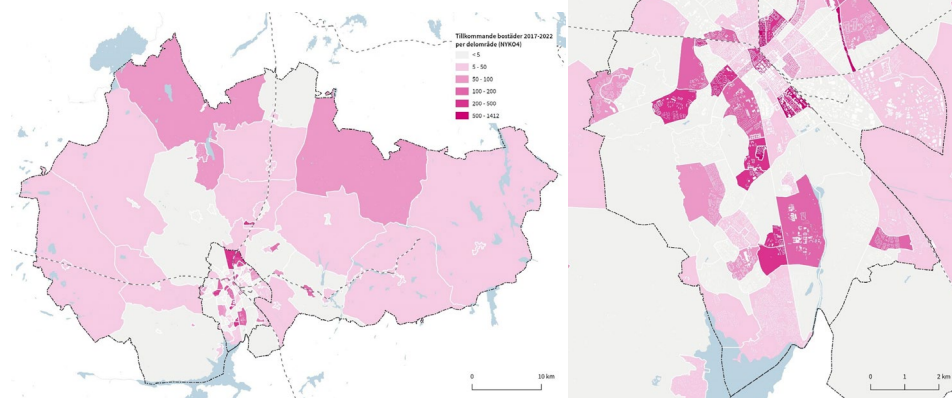 Tillkommande bostäder 2017-2022
per delområde (NYKO4)
< 5
5 - 50
50 - 100
100 - 200
200 - 500
500 - 1412
0 10 km
0 1 2 km